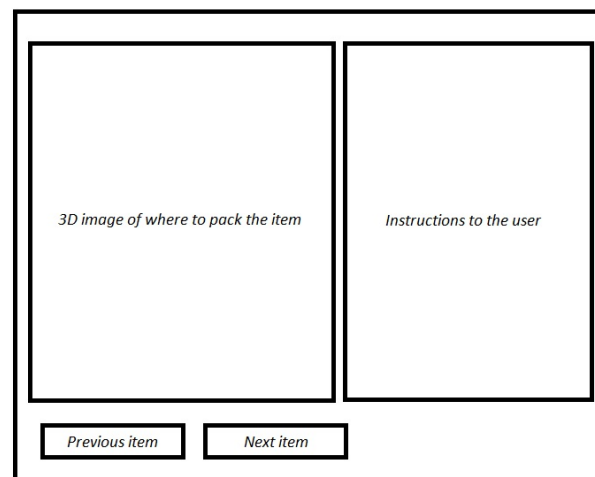 3D image of where to pack the item
Instructions to the user
Previous item
Next item